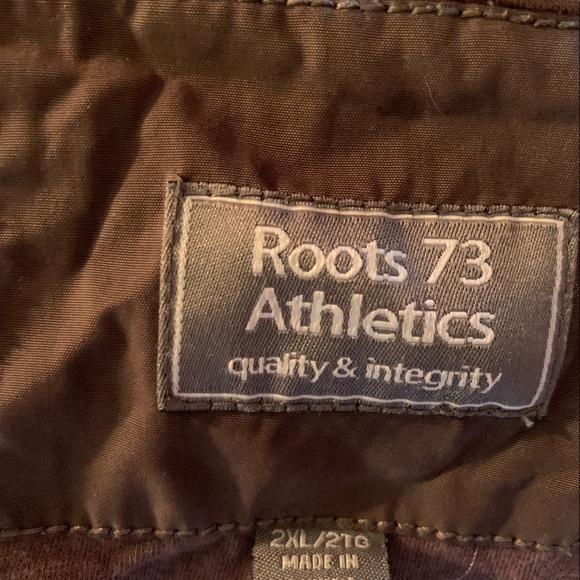 Roots 73
Athletics
quality & integrity
2XL/2TG
MADE IN